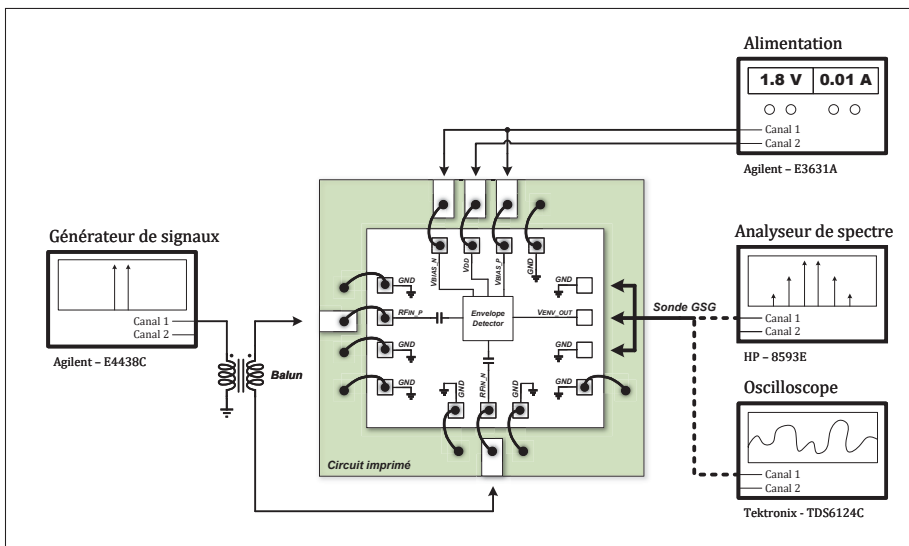 Alimentation
1.8 V 0.01 A
Canal 1
Canal 2
Agilent – E3631A
Générateur de signaux
Canal 1
Canal 2
Agilent – E4438C
Balun
VBIAS_N
VDD
VBIAS_P
GND
GND
RFIN_P
GND
GND
Envelope
Detector
GND
VENV_OUT
GND
GND
GND
RFIN_N
GND
Circuit imprimé
Sonde GSG
Analyseur de spectre
Canal 1
Canal 2
HP – 8593E
Oscilloscope
Canal 1
Canal 2
Tektronix - TDS6124C